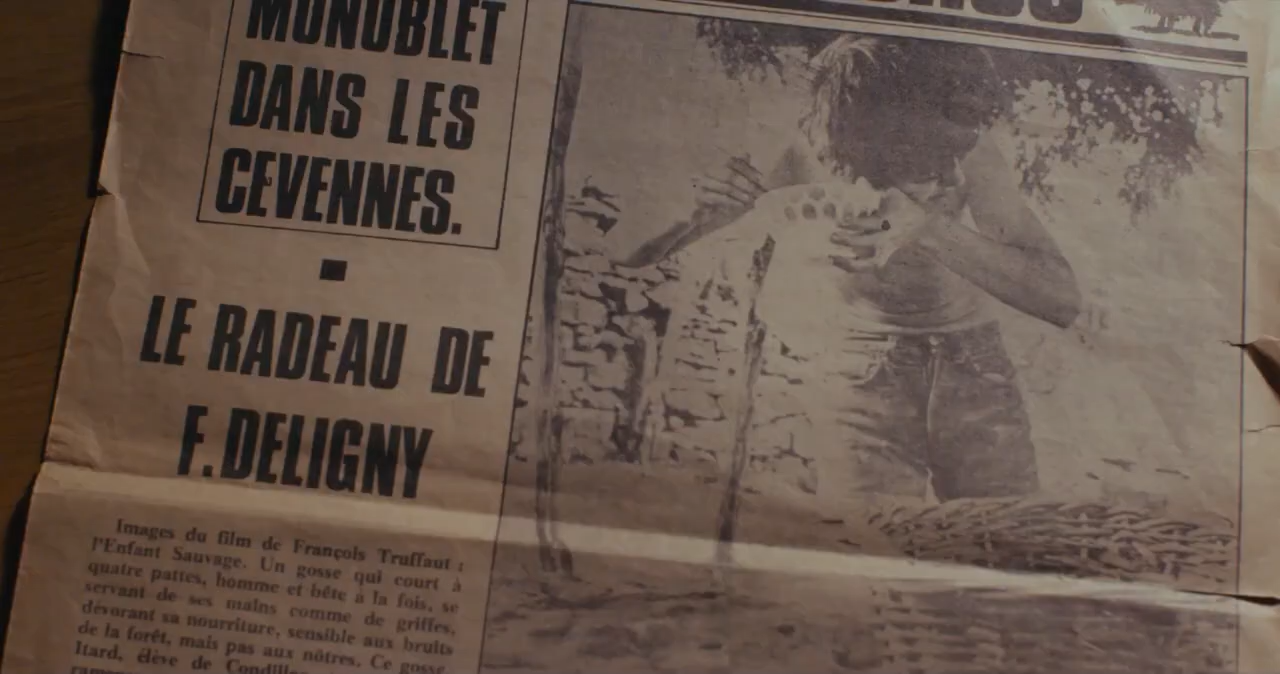 MONOBLET
DANS LES
CEVENNES.
LE RADEAU DE
F. DELIGNY
Images du film de François Truffaut :
l'Enfant Sauvage. Un gosse qui court à
quatre pattes, homme et bête à la fois, se
servant de ses mains comme de griffes,
dévorant sa nourriture, sensible aux bruits
de la forêt, mais pas aux nôtres. Ce gosse
Itard, élève de